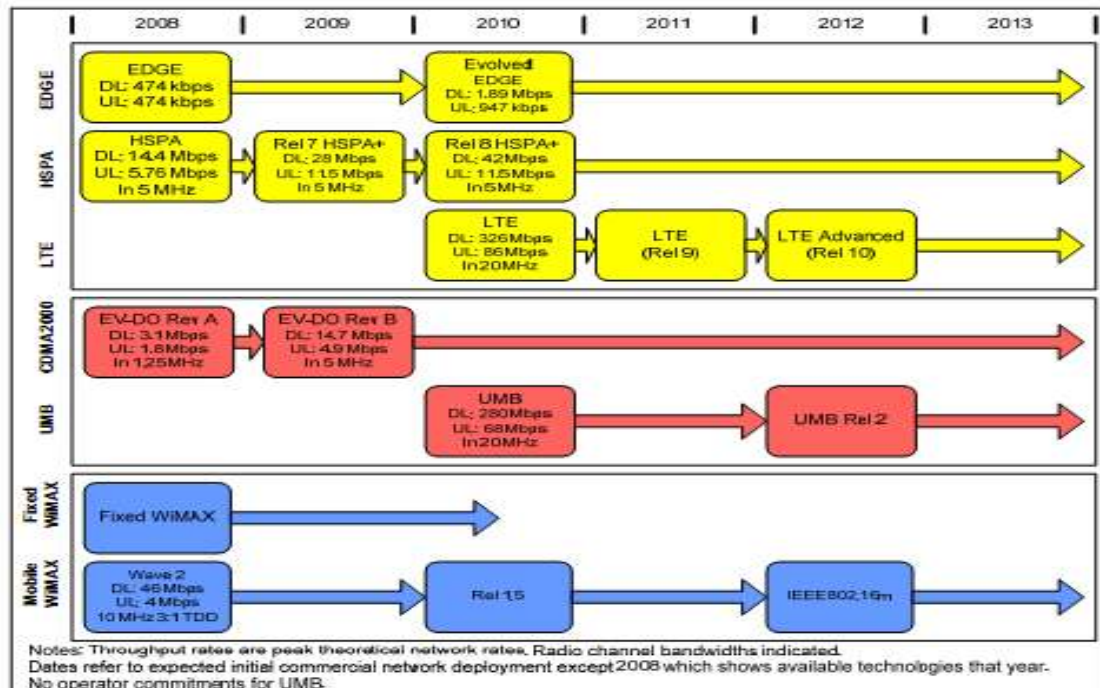 2008 2009 2010 2011 2012 2013
EDGE
EDGE
DL: 474 kbps
UL: 474 kbps
Evolved
EDGE
DL: 1.89 Mbps
UL: 947 kbps
HSPA
HSPA
DL: 14.4 Mbps
UL: 5.76 Mbps
In 5 MHz
Rel 7 HSPA+
DL: 28 Mbps
UL: 11.5 Mbps
In 5 MHz
Rel 8 HSPA+
DL: 42 Mbps
UL: 11.5 Mbps
In 5 MHz
LTE
LTE
DL: 326 Mbps
UL: 86 Mbps
In 20 MHz
LTE
(Rel 9)
LTE Advanced
(Rel 10)
CDMA2000
EV-DO Rev A
DL: 3.1 Mbps
UL: 1.8 Mbps
In 1.25 MHz
EV-DO Rev B
DL: 14.7 Mbps
UL: 4.9 Mbps
In 5 MHz
UMB
UMB
DL: 280 Mbps
UL: 68 Mbps
In 20 MHz
UMB Rel 2
Fixed
WiMAX
Fixed WiMAX
Mobile
WiMAX
Wave 2
DL: 46 Mbps
UL: 4 Mbps
10 MHz 3:1 TDD
Rel 1.5
IEEE 802.16m
Notes: Throughput rates are peak theoretical network rates. Radio channel bandwidths indicated.
Dates refer to expected initial commercial network deployment except 2008 which shows available technologies that year.
No operator commitments for UMB.